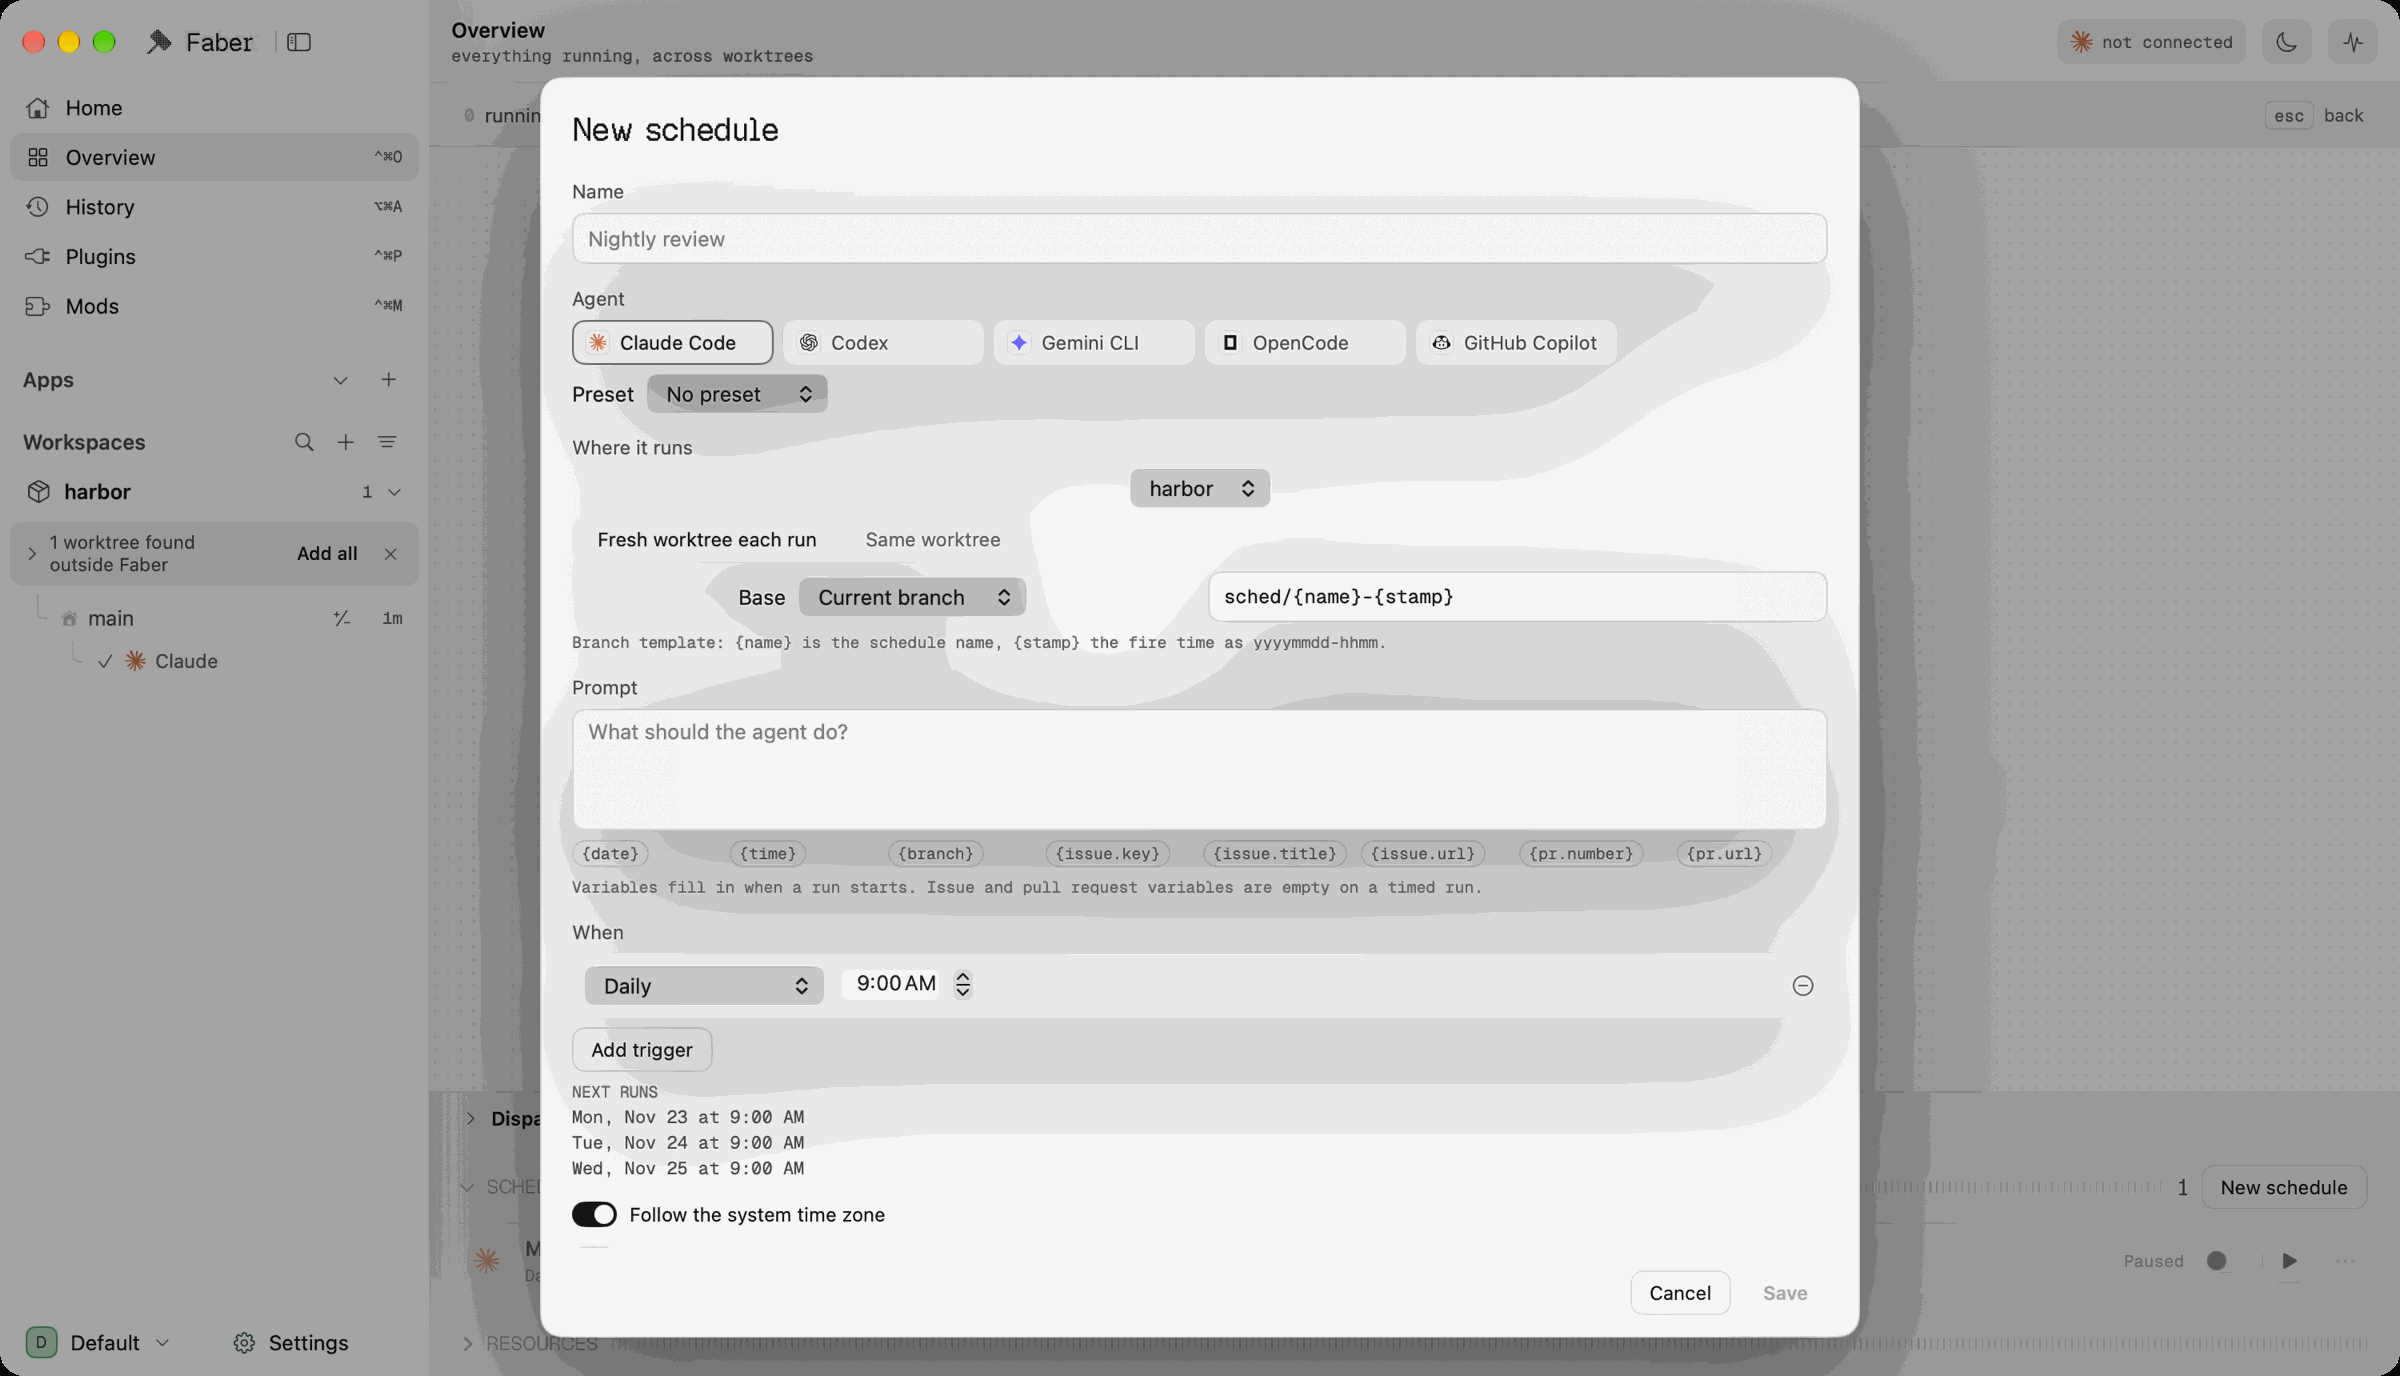 Faber
Overview
everything running, across worktrees
not connected
Home
Overview ^⌘O
History ⌥⌘A
Plugins ^⌘P
Mods ^⌘M
Apps
Workspaces
harbor 1
1 worktree found
outside Faber
Add all
main 1m
Claude
D Default
Settings
0 runnin
esc back
New schedule
Name
Nightly review
Agent
Claude Code
Codex
Gemini CLI
OpenCode
GitHub Copilot
Preset No preset
Where it runs
harbor
Fresh worktree each run
Same worktree
Base Current branch
sched/{name}-{stamp}
Branch template: {name} is the schedule name, {stamp} the fire time as yyyymmdd-hhmm.
Prompt
What should the agent do?
{date} {time} {branch} {issue.key} {issue.title} {issue.url} {pr.number} {pr.url}
Variables fill in when a run starts. Issue and pull request variables are empty on a timed run.
When
Daily 9:00 AM
Add trigger
NEXT RUNS
Mon, Nov 23 at 9:00 AM
Tue, Nov 24 at 9:00 AM
Wed, Nov 25 at 9:00 AM
Follow the system time zone
Cancel
Save
Dispa
SCHE
1 New schedule
M
Da
Paused
RESOURCES